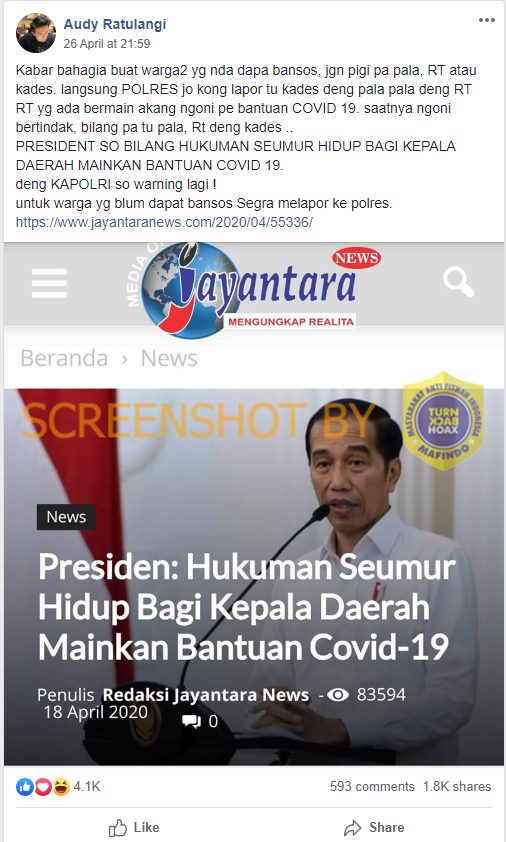 Audy Ratulangi
26 April at 21:59
Kabar bahagia buat warga2 yg nda dapa bansos, jgn pigi pa pala, RT atau
kades. langsung POLRES jo kong lapor tu kades deng pala pala deng RT
RT yg ada bermain akang ngoni pe bantuan COVID 19. saatnya ngoni
bertindak, bilang pa tu pala, Rt deng kades ..
PRESIDENT SO BILANG HUKUMAN SEUMUR HIDUP BAGI KEPALA
DAERAH MAINKAN BANTUAN COVID 19.
deng KAPOLRI so warning lagi !
untuk warga yg blum dapat bansos Segra melapor ke polres.
https://www.jayantaranews.com/2020/04/55336/
MEDIA
Jayantara
NEWS
MENGUNGKAP REALITA
Beranda › News
SCREENSHOT BY
MASYARAKAT ANTI FITNAH INDONESIA
TURN
BACK
HOAX
MAFINDO
News
Presiden: Hukuman Seumur
Hidup Bagi Kepala Daerah
Mainkan Bantuan Covid-19
Penulis Redaksi Jayantara News - 83594
18 April 2020 0
4.1K 593 comments 1.8K shares
Like Share